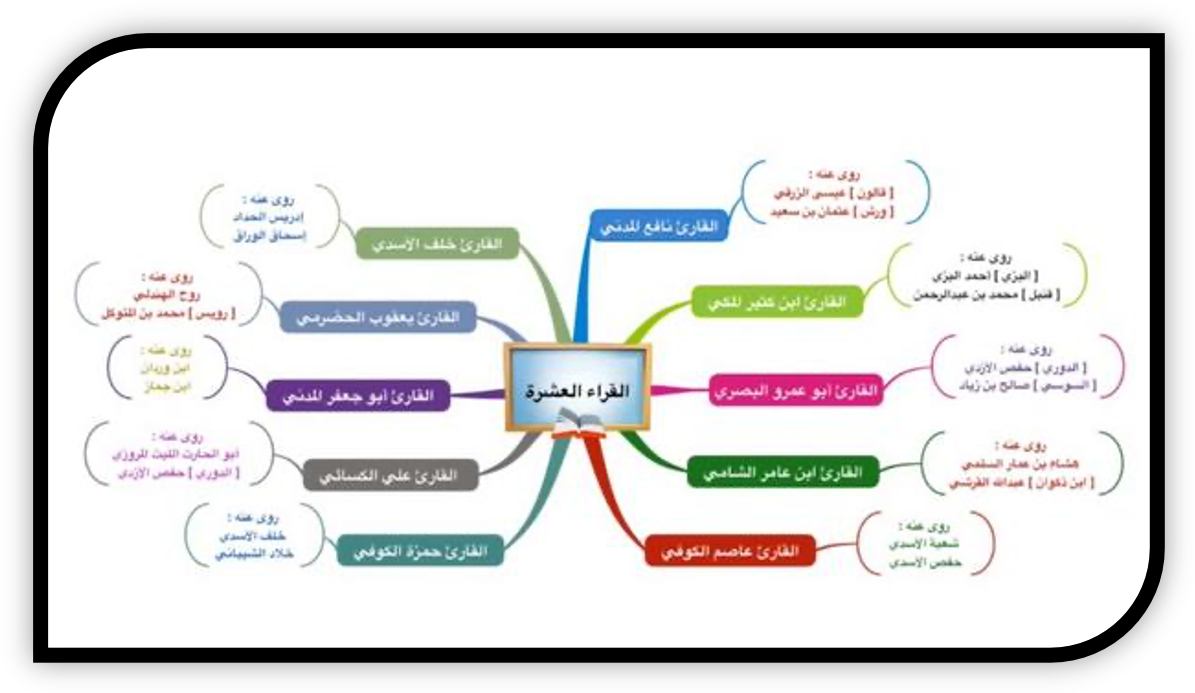 القراء العشرة
القارئ نافع المدني
روى عنه :
[ قالون ] عيسى الزرقي
[ ورش ] عثمان بن سعيد
القارئ ابن كثير المكي
روى عنه :
[ البزي ] أحمد البزي
[ قنبل ] محمد بن عبدالرحمن
القارئ أبو عمرو البصري
روى عنه :
[ الدوري ] حفص الأزدي
[ السوسي ] صالح بن زياد
القارئ ابن عامر الشامي
روى عنه :
هشام بن عمار السلمي
[ ابن ذكوان ] عبدالله القرشي
القارئ عاصم الكوفي
روى عنه :
شعبة الأسدي
حفص الأسدي
القارئ حمزة الكوفي
روى عنه :
خلف الأسدي
خلاد الشيباني
القارئ علي الكسائي
روى عنه :
أبو الحارث الليث المروزي
[ الدوري ] حفص الأزدي
القارئ أبو جعفر المدني
روى عنه :
ابن وردان
ابن جماز
القارئ يعقوب الحضرمي
روى عنه :
روح الهذلي
[ رويس ] محمد بن المتوكل
القارئ خلف الأسدي
روى عنه :
إدريس الحداد
إسحاق الوراق